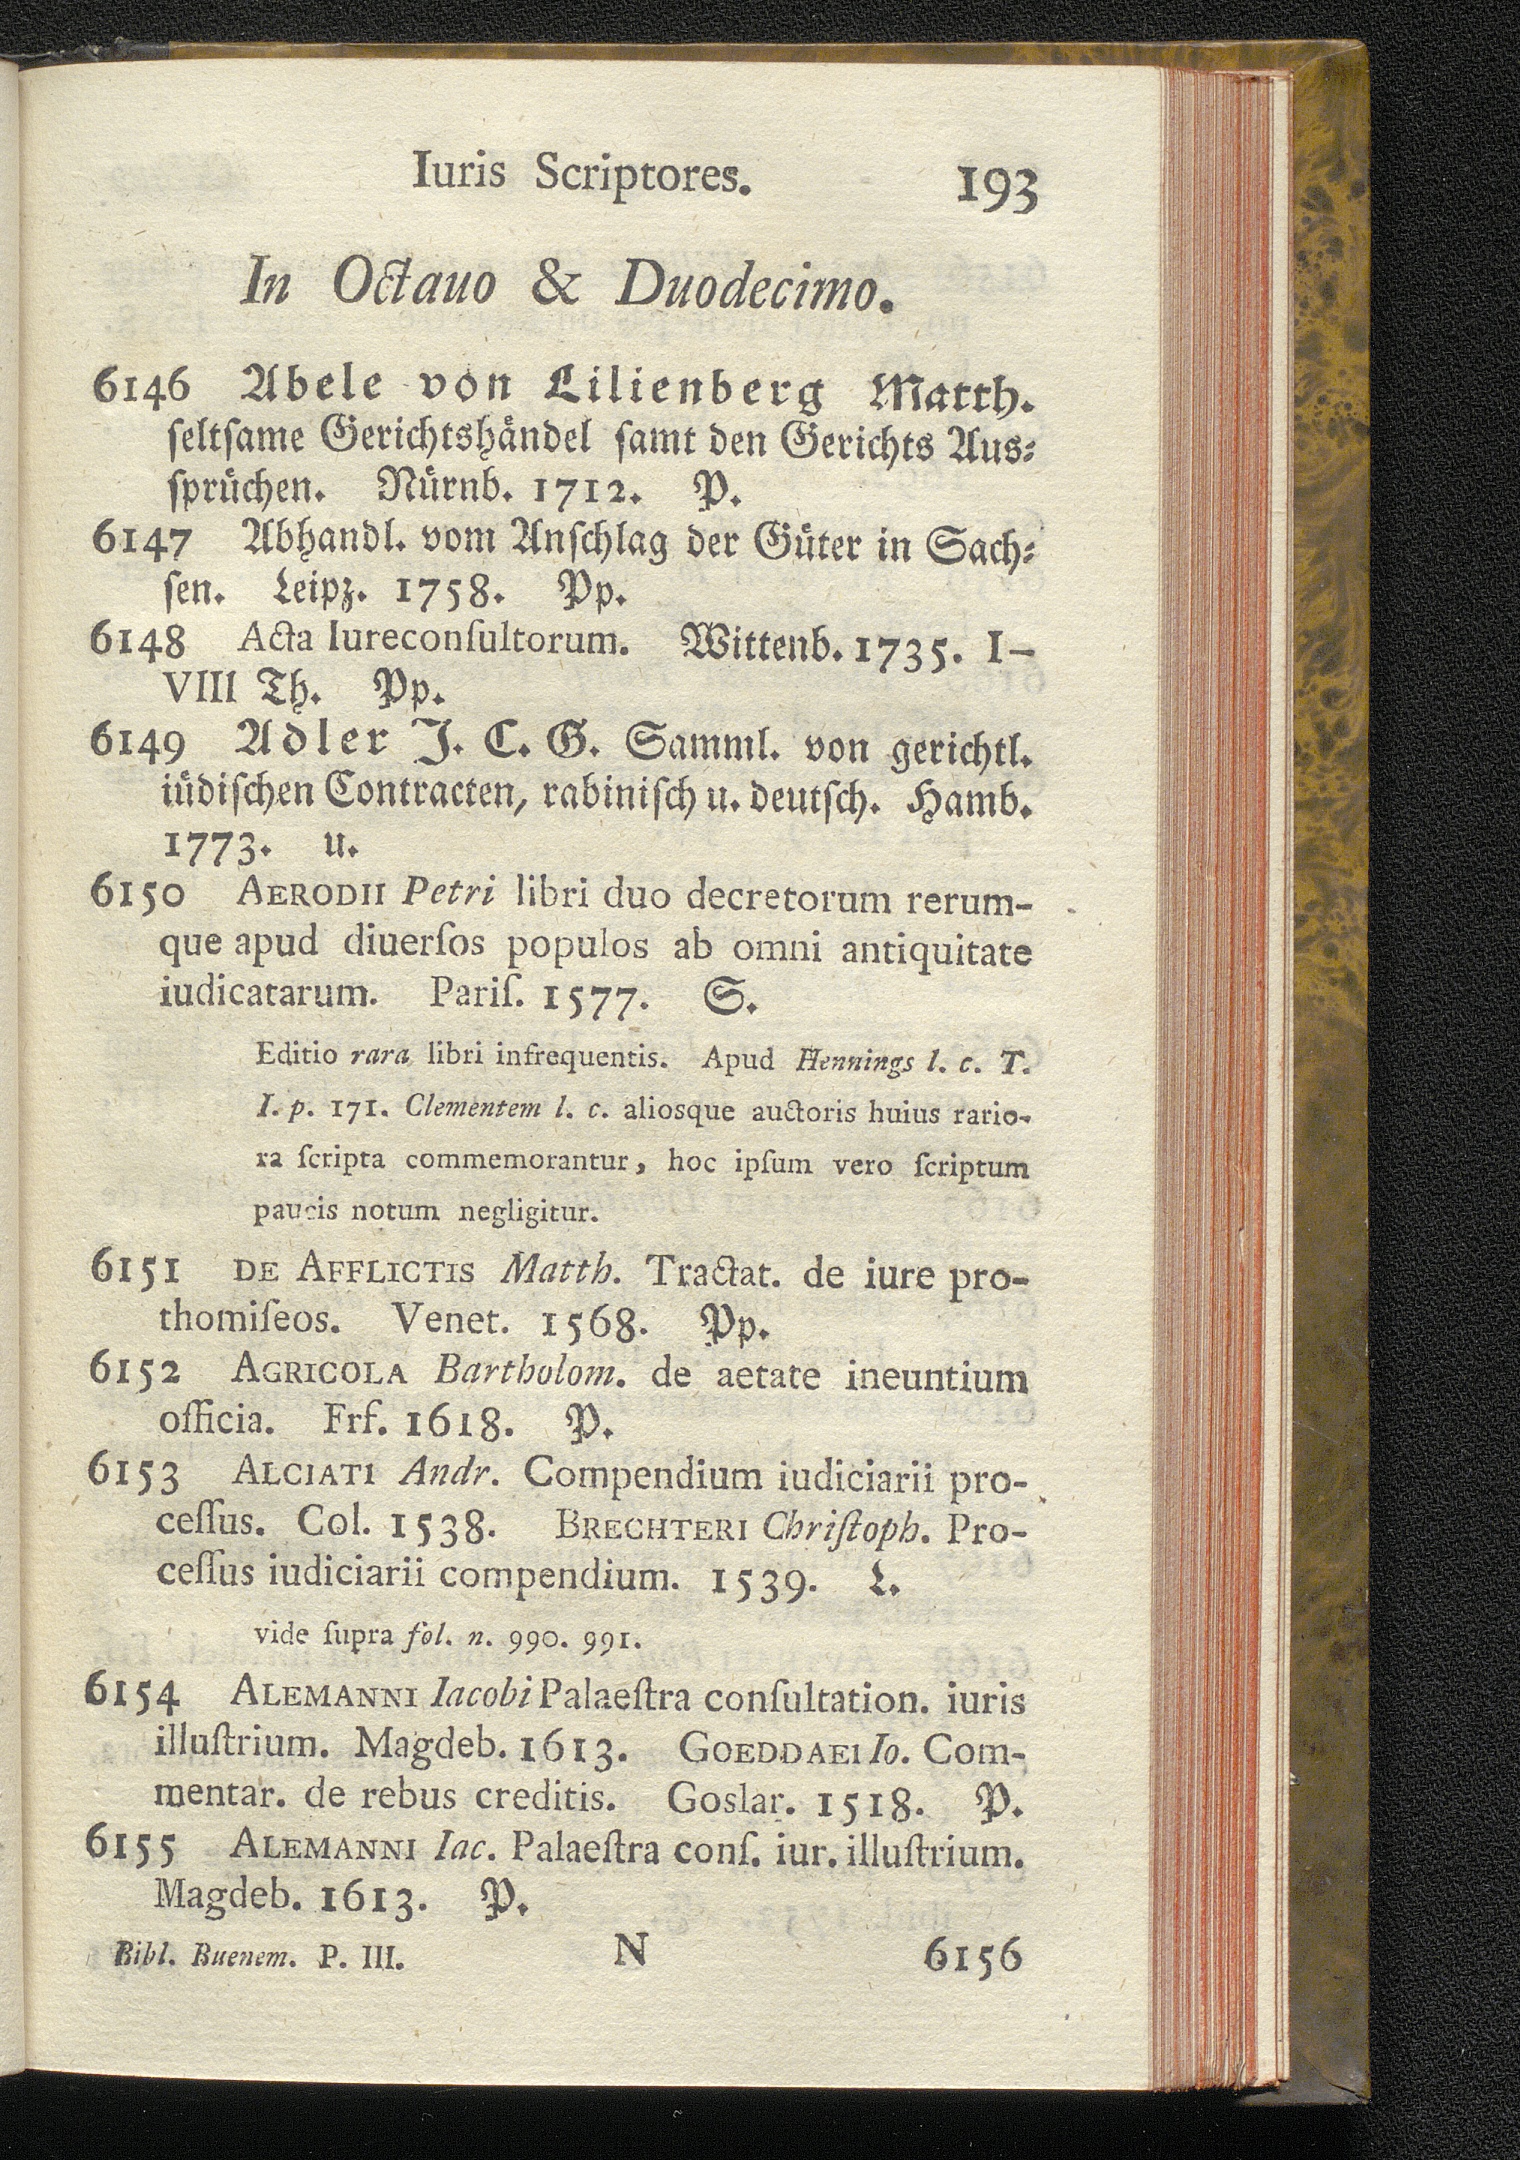 Iuris Scriptores. 193
In Octauo & Duodecimo.
6146 Abele von Lilienberg Matth.
ſeltſame Gerichtshåndel ſamt den Gerichts Aus⸗
ſprůchen. Nůrnb. 1712. P.
6147 Abhandl. vom Anſchlag der Gůter in Sach⸗
ſen. Leipz. 1758. Pp.
6148 Acta Iureconſultorum. Wittenb. 1735. I–
VIII Th. Pp.
6149 Adler J. C. G. Samml. von gerichtl.
iůdiſchen Contracten, rabiniſch u. deutſch. Hamb.
1773. u.
6150 AERODII Petri libri duo decretorum rerum-
que apud diuerſos populos ab omni antiquitate
iudicatarum. Pariſ. 1577. S.
Editio rara libri infrequentis. Apud Hennings l. c. T.
I. p. 171. Clementem l. c. aliosque auctoris huius rario-
ra ſcripta commemorantur, hoc ipſum vero ſcriptum
paucis notum negligitur.
6151 DE AFFLICTIS Matth. Tractat. de iure pro-
thomiſeos. Venet. 1568. Pp.
6152 AGRICOLA Bartholom. de aetate ineuntium
officia. Frf. 1618. P.
6153 ALCIATI Andr. Compendium iudiciarii pro-
ceſſus. Col. 1538. BRECHTERI Chriſtoph. Pro-
ceſſus iudiciarii compendium. 1539. L.
vide ſupra fol. n. 990. 991.
6154 ALEMANNI Iacobi Palaeſtra conſultation. iuris
illuſtrium. Magdeb. 1613. GOEDDAEI Io. Com-
mentar. de rebus creditis. Goslar. 1518. P.
6155 ALEMANNI Iac. Palaeſtra conſ. iur. illuſtrium.
Magdeb. 1613. P.
Bibl. Buenem. P. III. N 6156